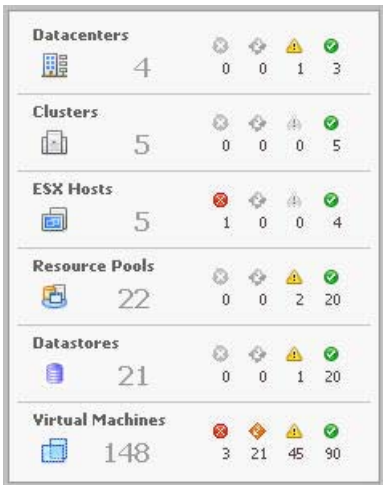 Datacenters
4 0 0 1 3
Clusters
5 0 0 0 5
ESX Hosts
5 1 0 0 4
Resource Pools
22 0 0 2 20
Datastores
21 0 0 1 20
Virtual Machines
148 3 21 45 90